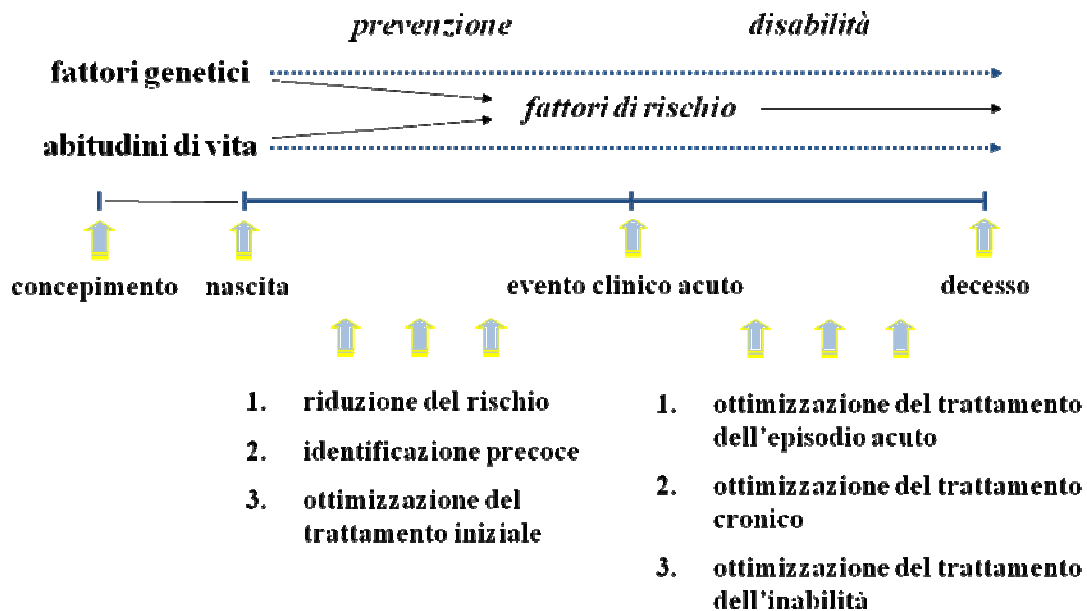 prevenzione disabilità
fattori genetici
fattori di rischio
abitudini di vita
concepimento nascita evento clinico acuto decesso
1. riduzione del rischio
2. identificazione precoce
3. ottimizzazione del
trattamento iniziale
1. ottimizzazione del trattamento
dell'episodio acuto
2. ottimizzazione del trattamento
cronico
3. ottimizzazione del trattamento
dell'inabilità